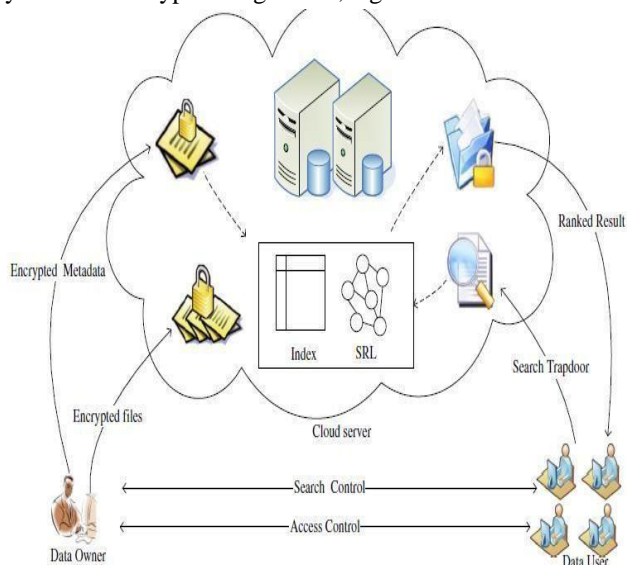 Ranked Result
Encrypted Metadata
Index
SRL
Search Trapdoor
Encrypted files
Cloud server
Search Control
Access Control
Data Owner
Data User